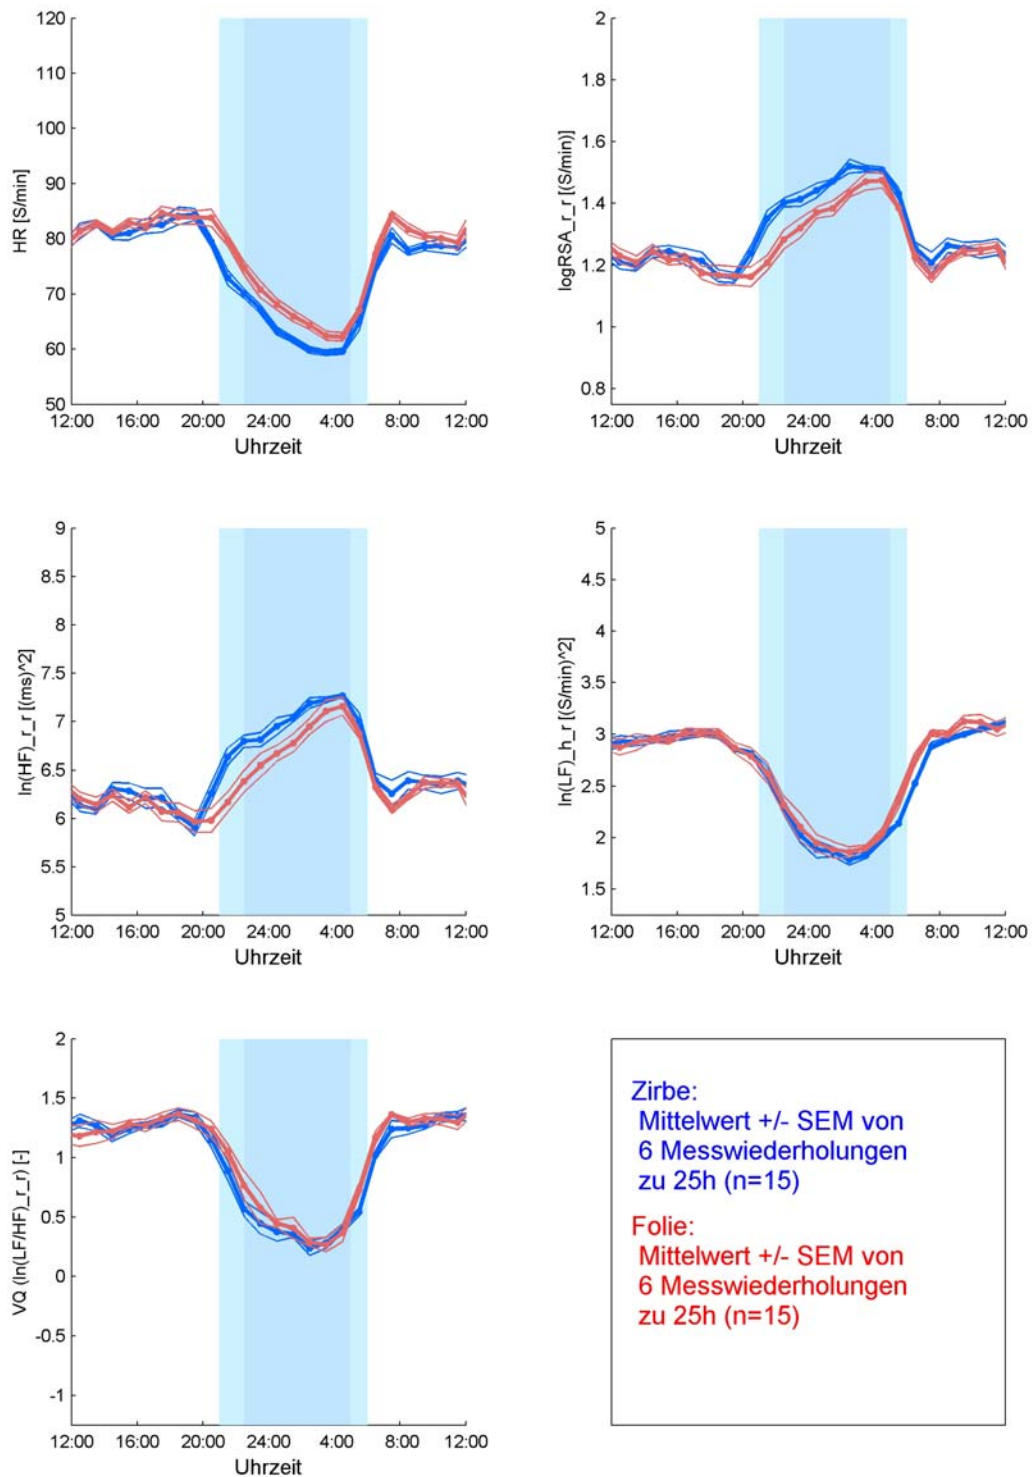 120
110
100
90
80
70
60
50
HR [S/min]
12:00 16:00 20:00 24:00 4:00 8:00 12:00
Uhrzeit
2
1.8
1.6
1.4
1.2
1
0.8
logRSA_r_r [(S/min)]
12:00 16:00 20:00 24:00 4:00 8:00 12:00
Uhrzeit
9
8.5
8
7.5
7
6.5
6
5.5
5
ln(HF)_r_r [(ms)^2]
12:00 16:00 20:00 24:00 4:00 8:00 12:00
Uhrzeit
5
4.5
4
3.5
3
2.5
2
1.5
ln(LF)_h_r [(S/min)^2]
12:00 16:00 20:00 24:00 4:00 8:00 12:00
Uhrzeit
2
1.5
1
0.5
0
-0.5
-1
VQ (ln(LF/HF)_r_r) [-]
12:00 16:00 20:00 24:00 4:00 8:00 12:00
Uhrzeit
Zirbe:
Mittelwert +/- SEM von
6 Messwiederholungen
zu 25h (n=15)
Folie:
Mittelwert +/- SEM von
6 Messwiederholungen
zu 25h (n=15)